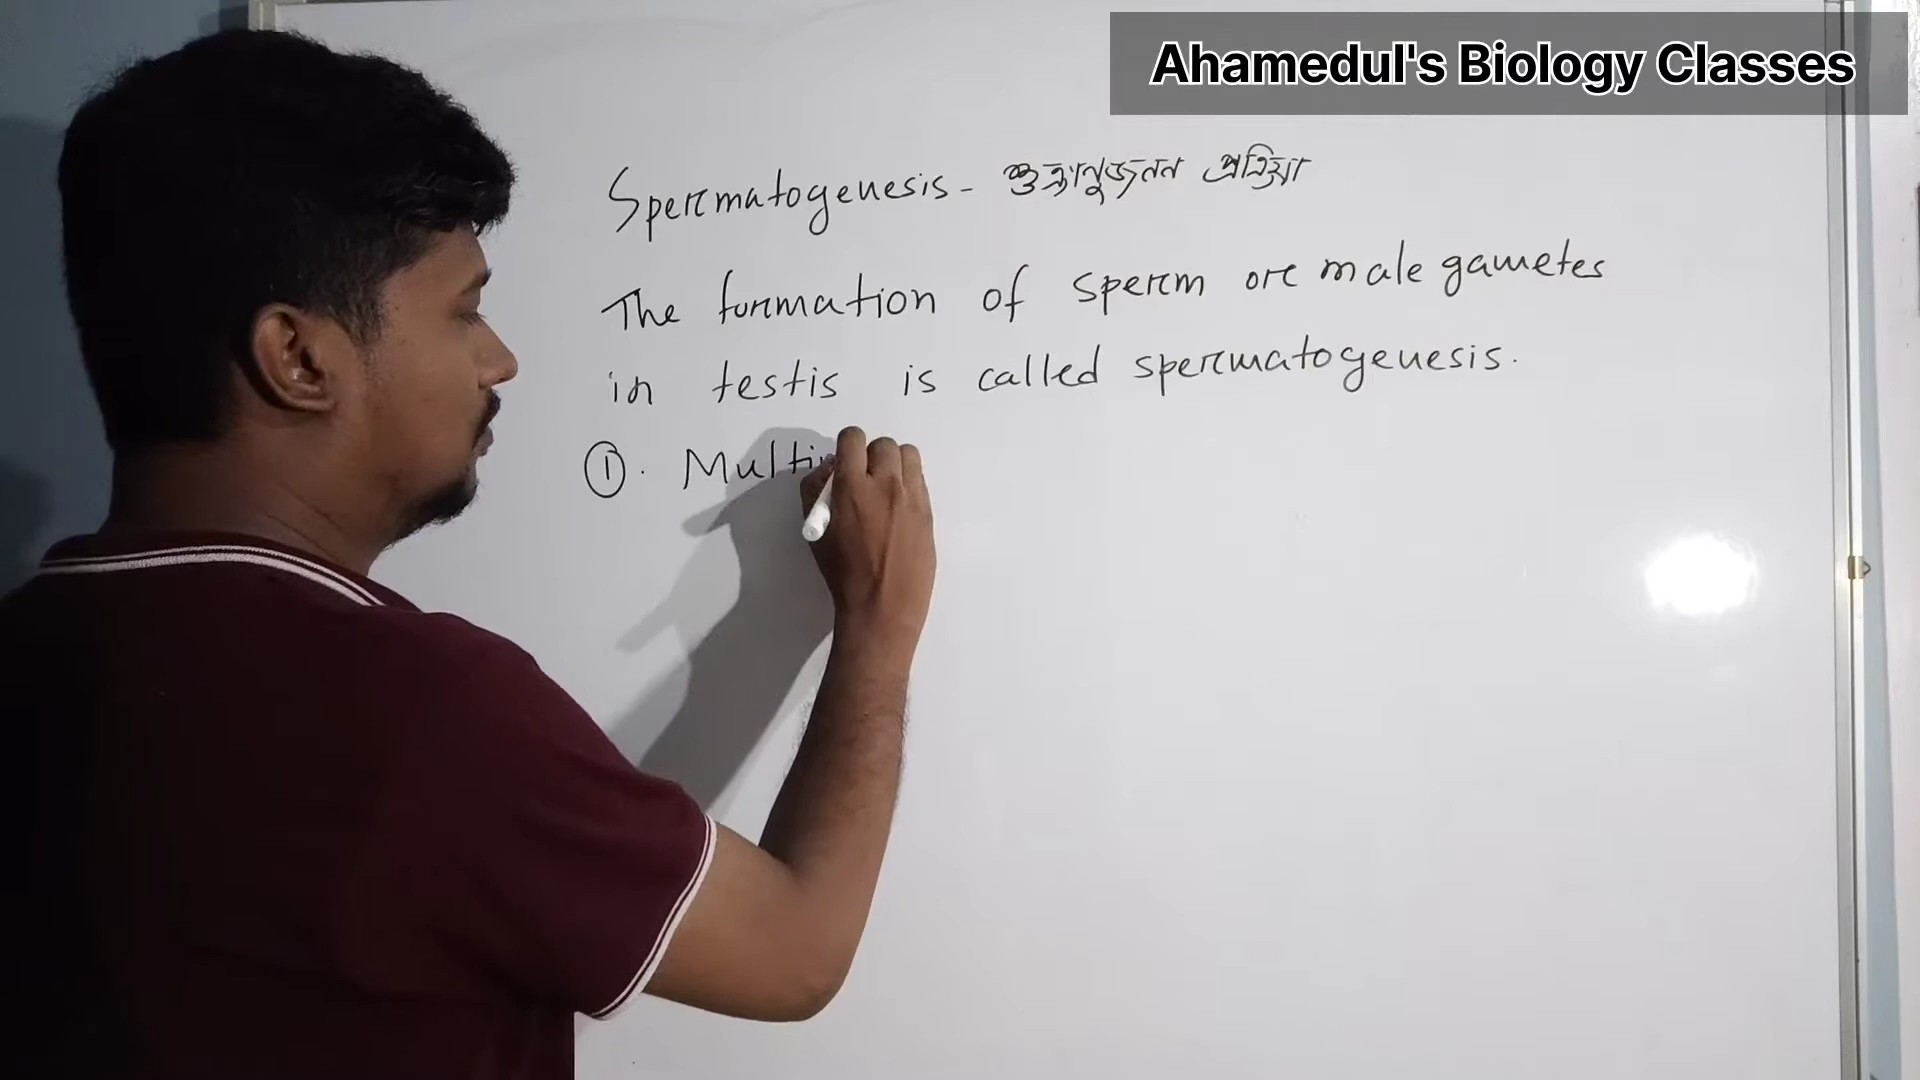 Ahamedul's Biology Classes
Spermatogenesis - শুক্রাণুজনন প্রক্রিয়া
The formation of sperm or male gametes
in testis is called spermatogenesis.
①. Multi